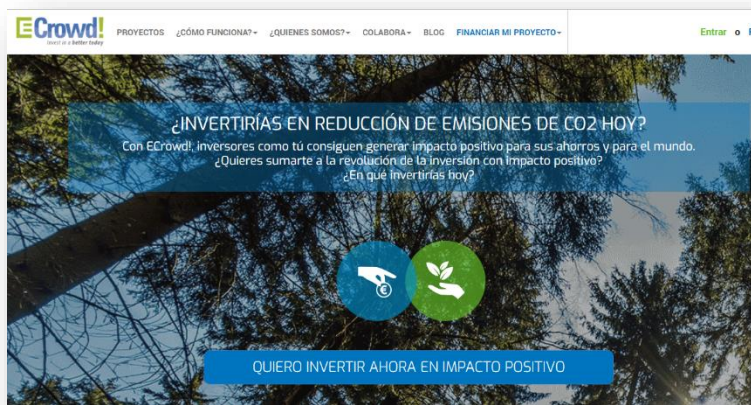 ECrowd!
invest in a better today
PROYECTOS ¿CÓMO FUNCIONA? ¿QUIENES SOMOS? COLABORA BLOG FINANCIAR MI PROYECTO Entrar o
¿INVERTIRÍAS EN REDUCCIÓN DE EMISIONES DE CO2 HOY?
Con ECrowd!, inversores como tú consiguen generar impacto positivo para sus ahorros y para el mundo.
¿Quieres sumarte a la revolución de la inversión con impacto positivo?
¿En qué invertirías hoy?
€
QUIERO INVERTIR AHORA EN IMPACTO POSITIVO